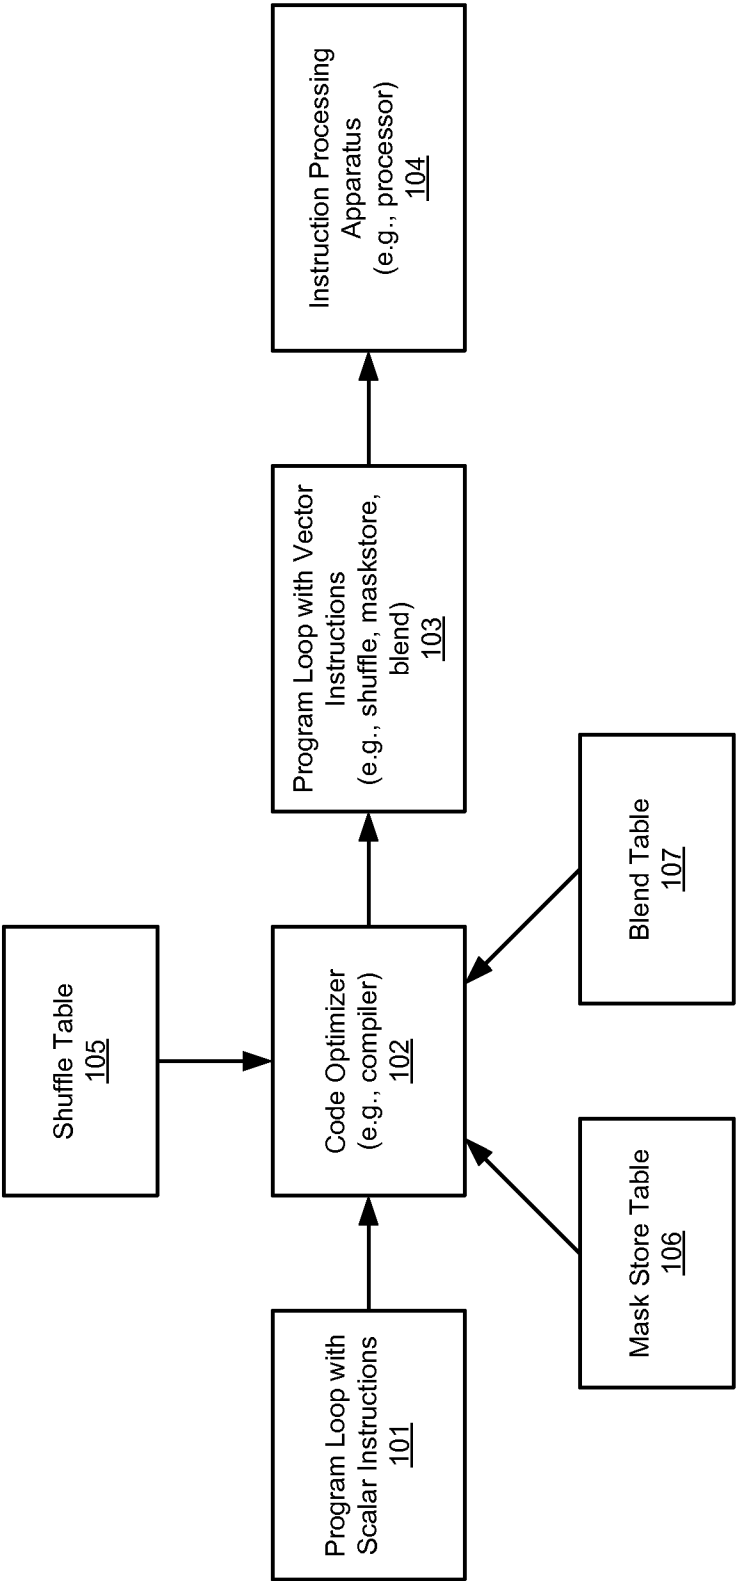 Shuffle Table
105
Program Loop with
Scalar Instructions
101
Code Optimizer
(e.g., compiler)
102
Program Loop with Vector
Instructions
(e.g., shuffle, maskstore,
blend)
103
Instruction Processing
Apparatus
(e.g., processor)
104
Mask Store Table
106
Blend Table
107